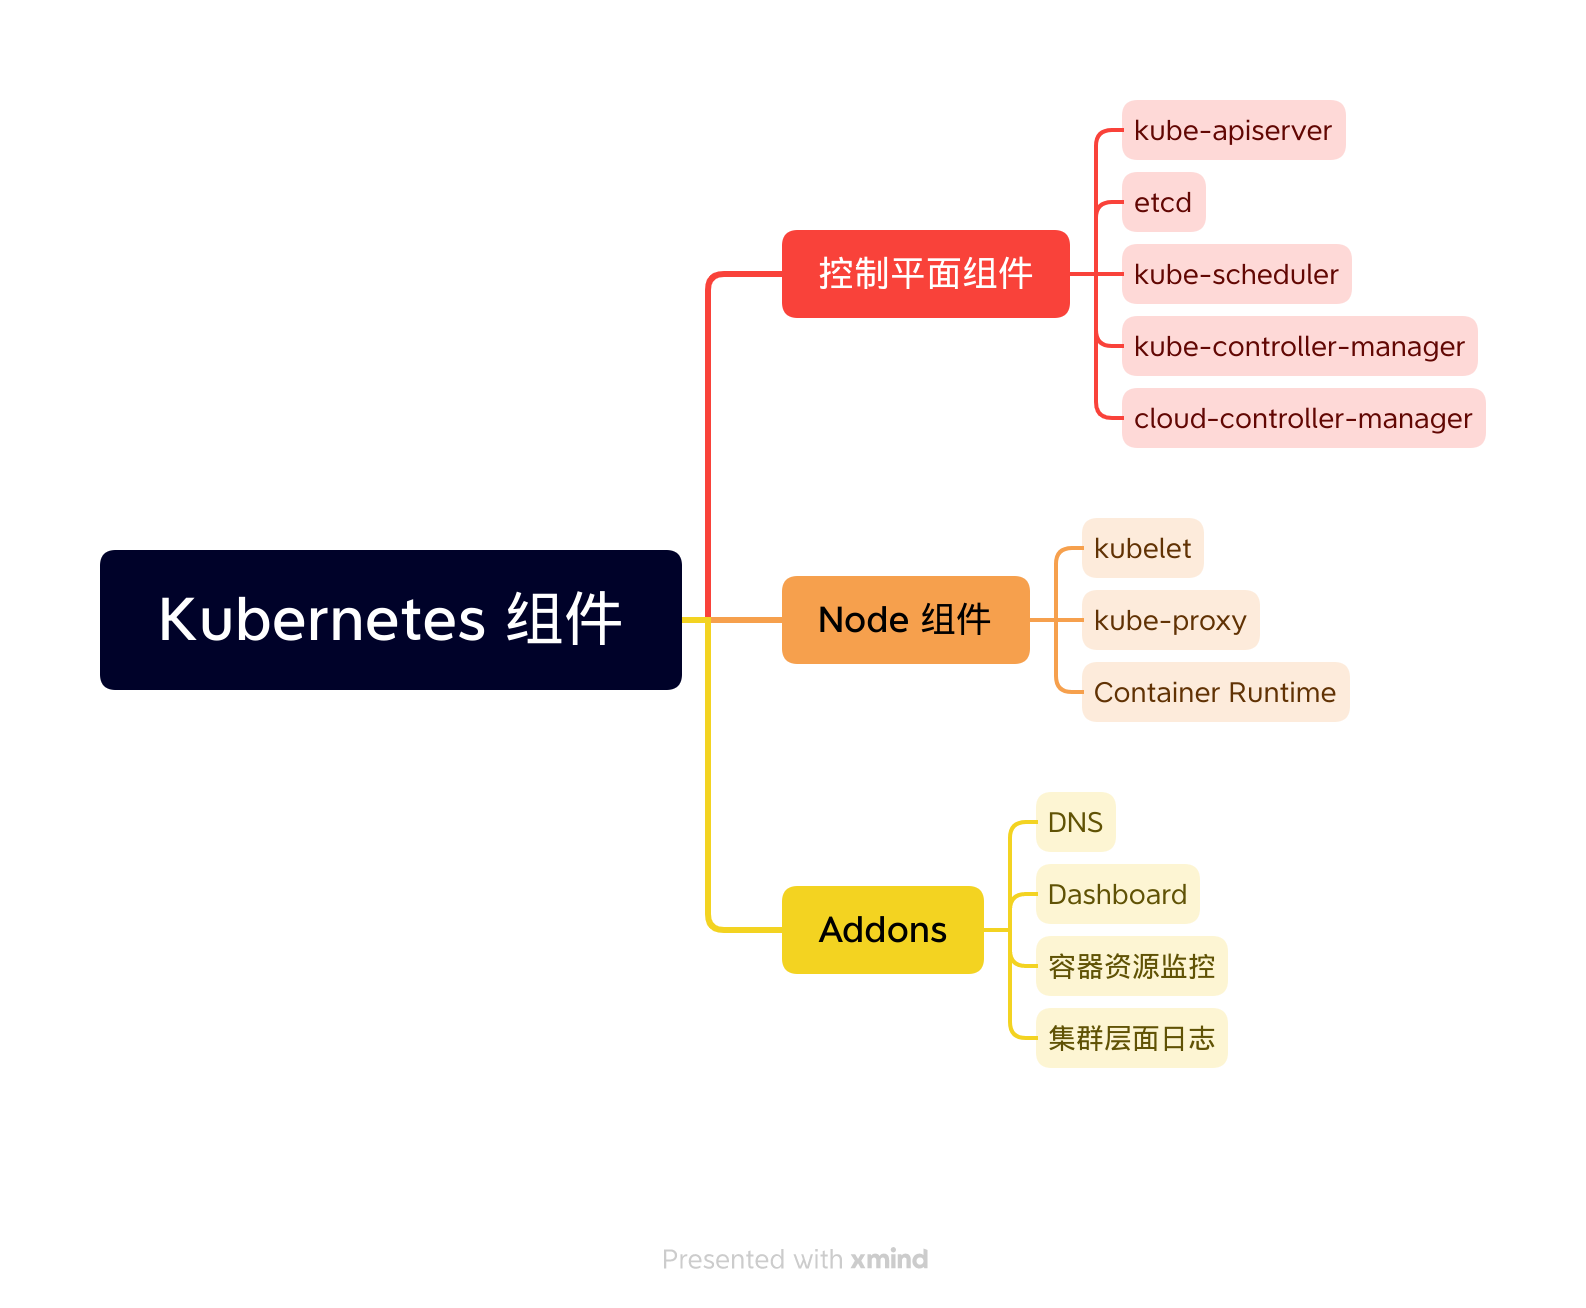 Kubernetes 组件
控制平面组件
kube-apiserver
etcd
kube-scheduler
kube-controller-manager
cloud-controller-manager
Node 组件
kubelet
kube-proxy
Container Runtime
Addons
DNS
Dashboard
容器资源监控
集群层面日志
Presented with xmind